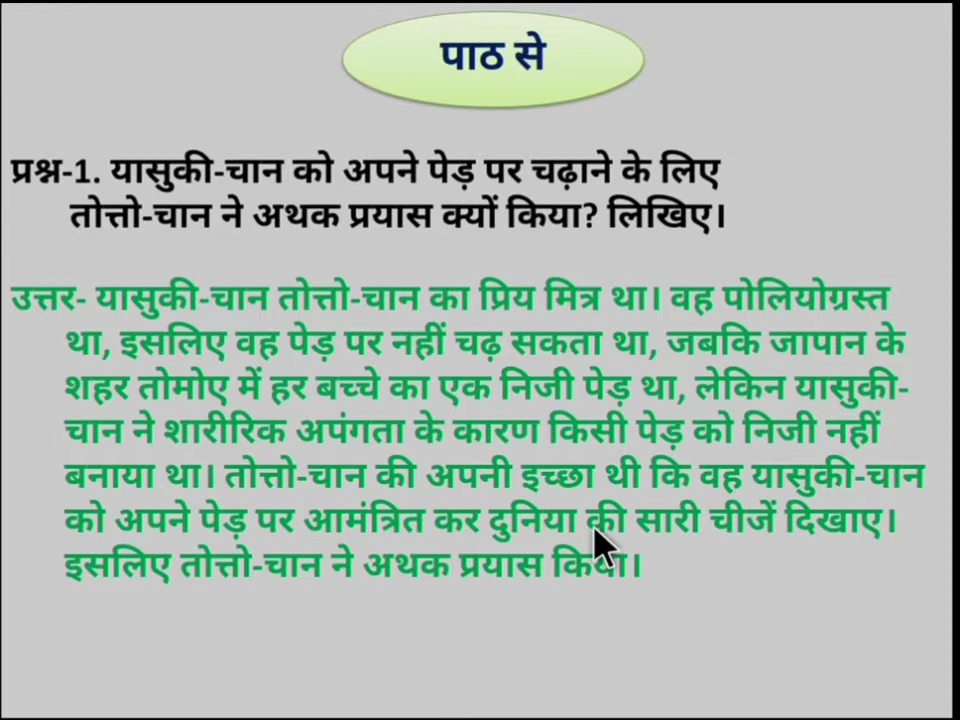 पाठ से
प्रश्न-1. यासुकी-चान को अपने पेड़ पर चढ़ाने के लिए
तोत्तो-चान ने अथक प्रयास क्यों किया? लिखिए।
उत्तर- यासुकी-चान तोत्तो-चान का प्रिय मित्र था। वह पोलियोग्रस्त
था, इसलिए वह पेड़ पर नहीं चढ़ सकता था, जबकि जापान के
शहर तोमोए में हर बच्चे का एक निजी पेड़ था, लेकिन यासुकी-
चान ने शारीरिक अपंगता के कारण किसी पेड़ को निजी नहीं
बनाया था। तोत्तो-चान की अपनी इच्छा थी कि वह यासुकी-चान
को अपने पेड़ पर आमंत्रित कर दुनिया की सारी चीजें दिखाए।
इसलिए तोत्तो-चान ने अथक प्रयास किया।